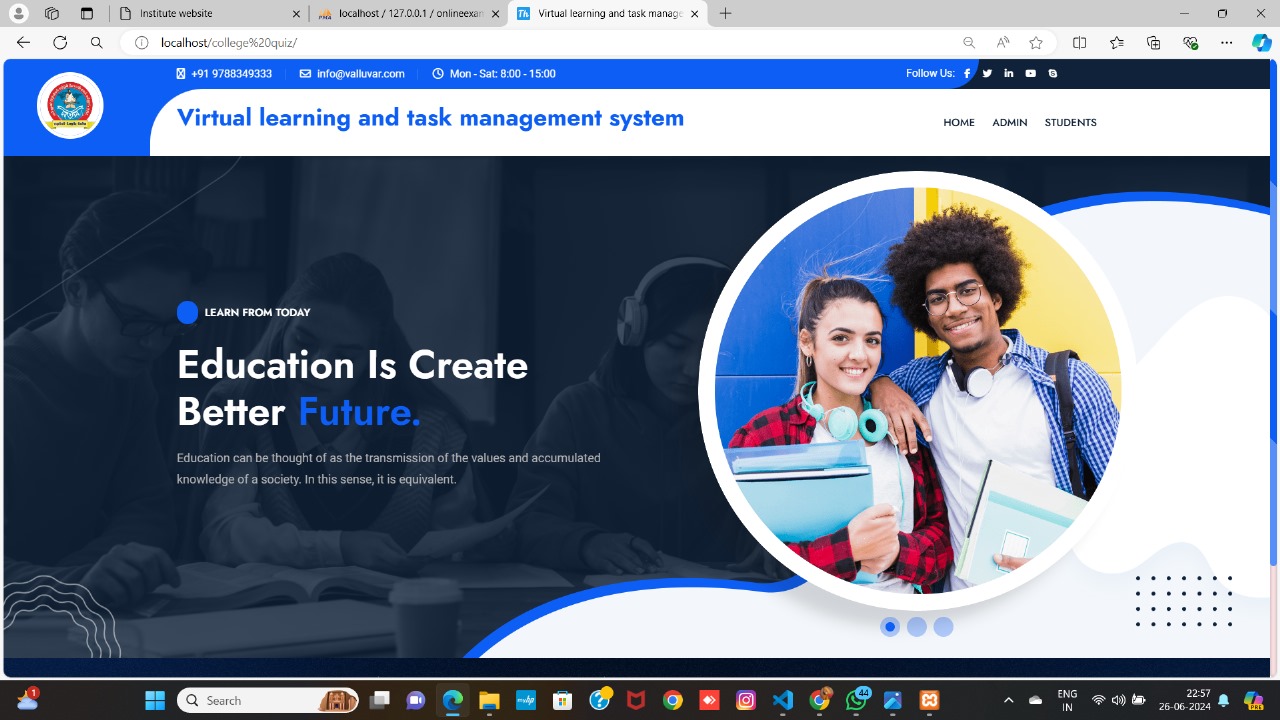 Institute website
localhost / 127.0.0.1 / onlineexan
Th
Virtual learning and task manage
localhost/college%20quiz/
+91 9788349333
info@valluvar.com
Mon - Sat: 8:00 - 15:00
Follow Us:
Virtual learning and task management system
HOME
ADMIN
STUDENTS
LEARN FROM TODAY
Education Is Create
Better Future.
Education can be thought of as the transmission of the values and accumulated
knowledge of a society. In this sense, it is equivalent.
1
Search
myhp
44
ENG
IN
22:57
26-06-2024
PRE